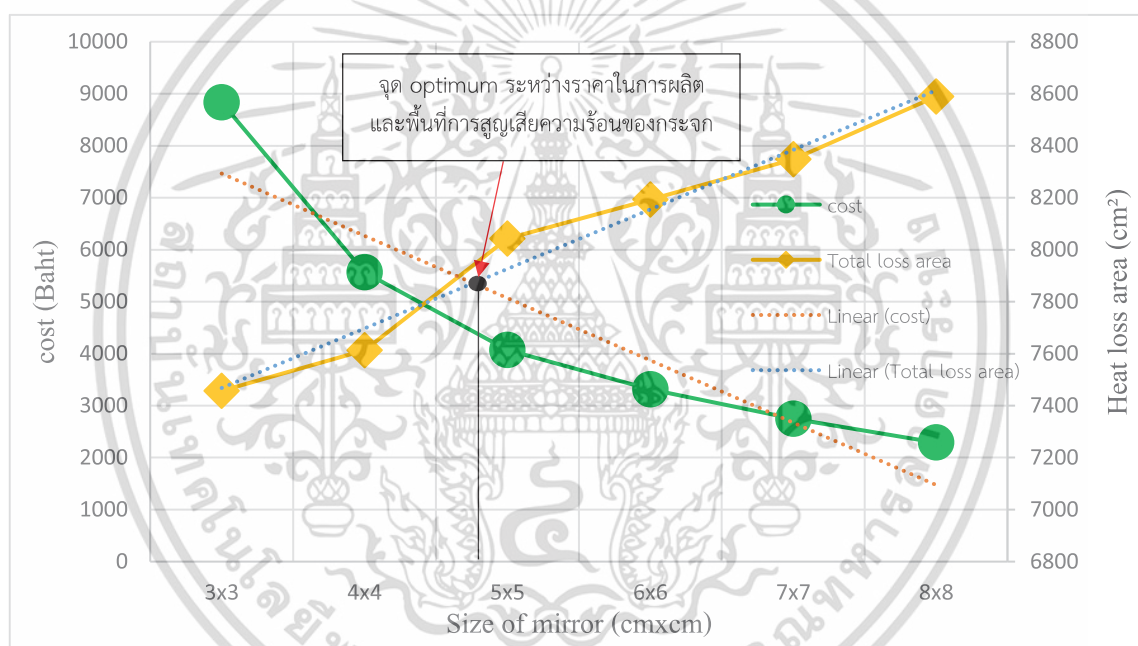 จุด optimum ระหว่างราคาในการผลิต
และพื้นที่การสูญเสียความร้อนของกระจก
10000
9000
8000
7000
6000
5000
4000
3000
2000
1000
0
cost (Baht)
8800
8600
8400
8200
8000
7800
7600
7400
7200
7000
6800
Heat loss area (cm²)
cost
Total loss area
Linear (cost)
Linear (Total loss area)
3x3 4x4 5x5 6x6 7x7 8x8
Size of mirror (cmxcm)